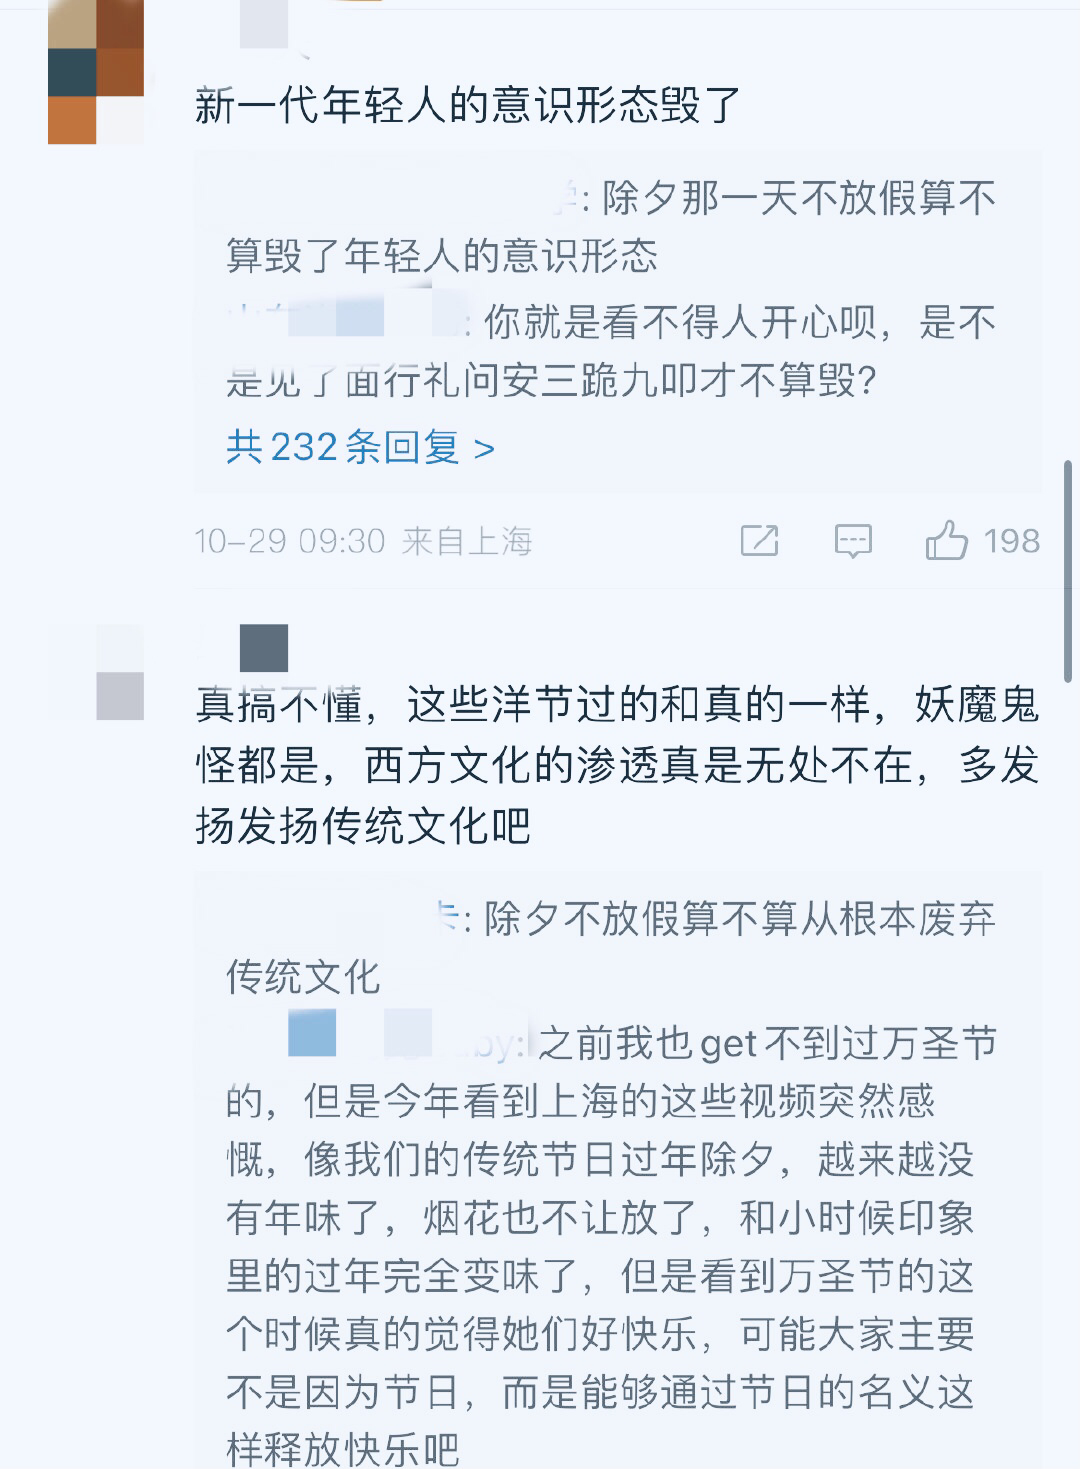 新一代年轻人的意识形态毁了
: 除夕那一天不放假算不
算毁了年轻人的意识形态
: 你就是看不得人开心呗，是不
是见了面行礼问安三跪九叩才不算毁?
共232条回复 >
10-29 09:30 来自上海
198
真搞不懂，这些洋节过的和真的一样，妖魔鬼
怪都是，西方文化的渗透真是无处不在，多发
扬发扬传统文化吧
: 除夕不放假算不算从根本废弃
传统文化
by: 之前我也get不到过万圣节
的，但是今年看到上海的这些视频突然感
慨，像我们的传统节日过年除夕，越来越没
有年味了，烟花也不让放了，和小时候印象
里的过年完全变味了，但是看到万圣节的这
个时候真的觉得她们好快乐，可能大家主要
不是因为节日，而是能够通过节日的名义这
样释放快乐吧